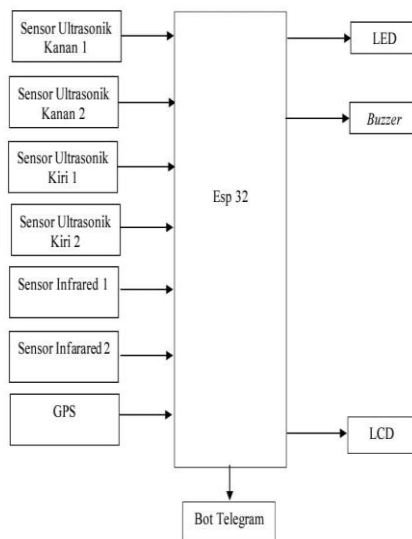 Sensor Ultrasonik
Kanan 1
Sensor Ultrasonik
Kanan 2
Sensor Ultrasonik
Kiri 1
Sensor Ultrasonik
Kiri 2
Sensor Infrared 1
Sensor Infarared 2
GPS
Esp 32
LED
Buzzer
LCD
Bot Telegram